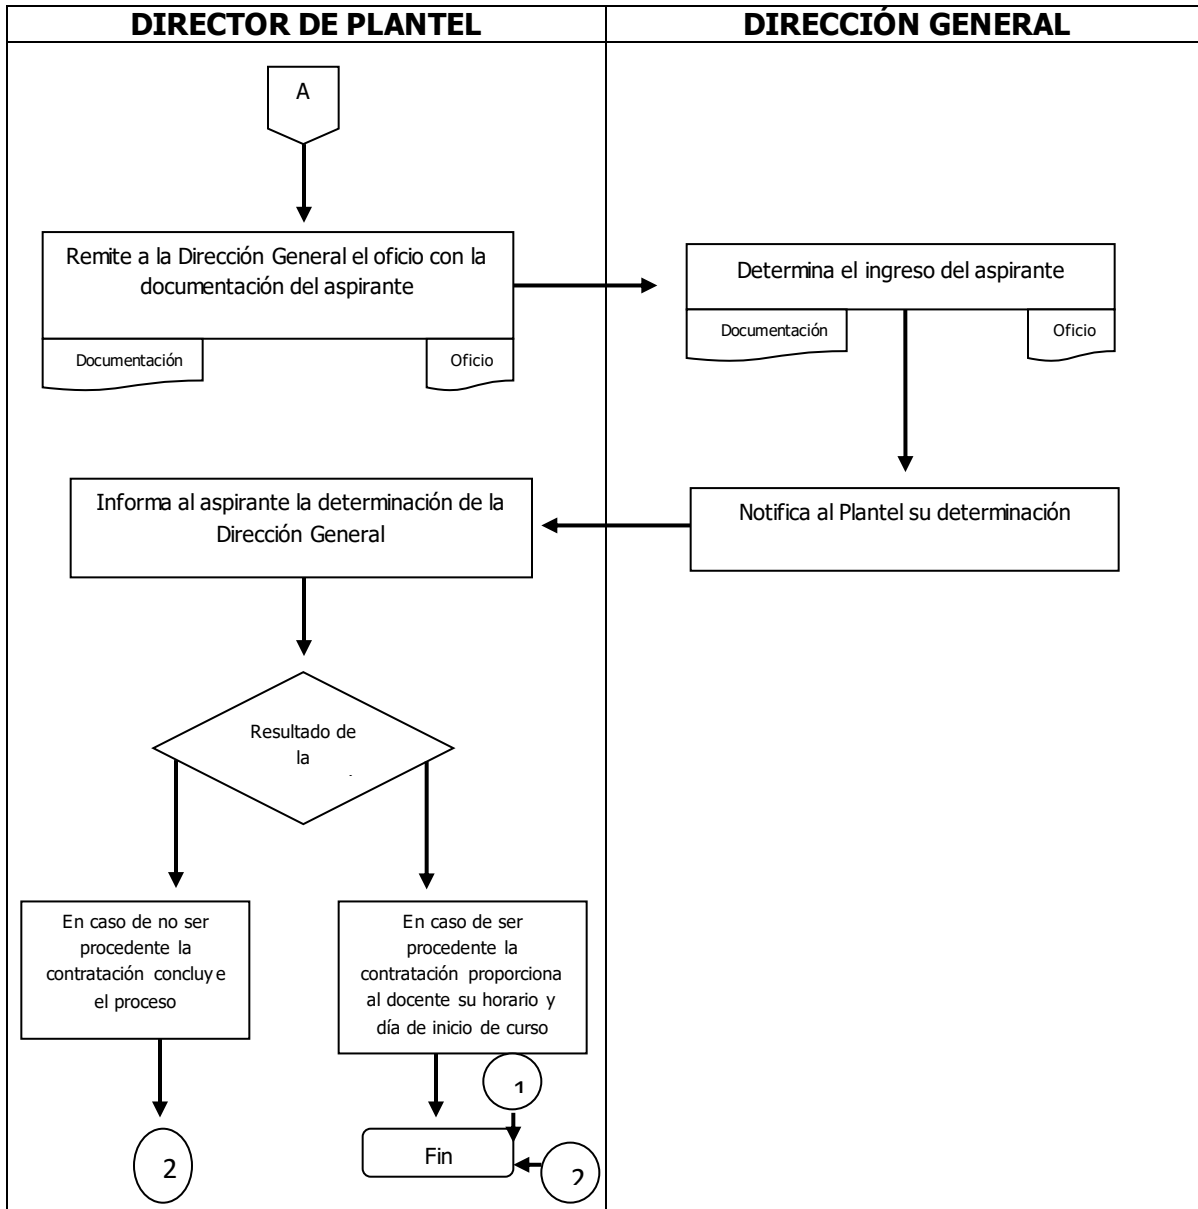 DIRECTOR DE PLANTEL
DIRECCIÓN GENERAL
A
Remite a la Dirección General el oficio con la
documentación del aspirante
Documentación
Oficio
Determina el ingreso del aspirante
Documentación
Oficio
Informa al aspirante la determinación de la
Dirección General
Notifica al Plantel su determinación
Resultado de
la
En caso de no ser
procedente la
contratación concluye
el proceso
En caso de ser
procedente la
contratación proporciona
al docente su horario y
día de inicio de curso
1
2
Fin
2